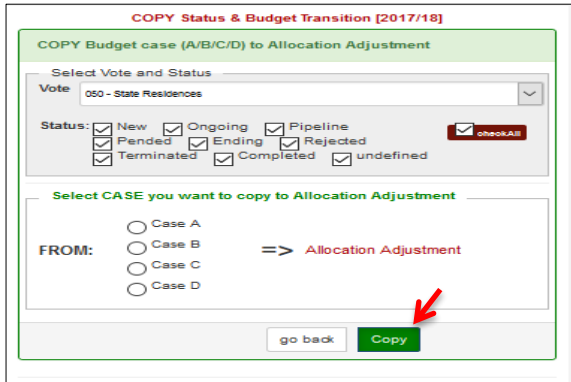 COPY Status & Budget Transition [2017/18]
COPY Budget case (A/B/C/D) to Allocation Adjustment
Select Vote and Status
Vote 050 - State Residences
Status: New Ongoing Pipeline checkAll
Pended Ending Rejected
Terminated Completed undefined
Select CASE you want to copy to Allocation Adjustment
Case A
FROM: Case B => Allocation Adjustment
Case C
Case D
go back Copy